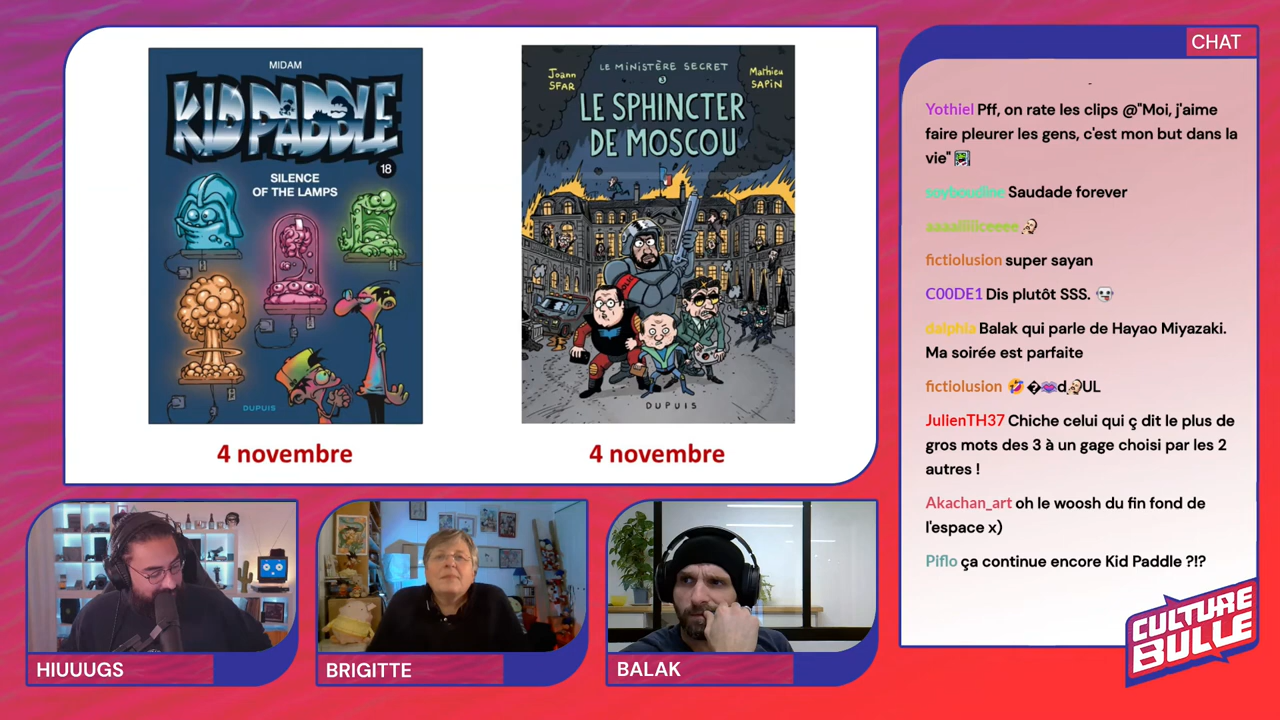 MIDAM
KID PADDLE
18
SILENCE
OF THE LAMPS
DUPUIS
4 novembre
LE MINISTÈRE SECRET
3
Joann
SFAR
Mathieu
SAPIN
LE SPHINCTER
DE MOSCOU
DUPUIS
4 novembre
HIUUUGS
BRIGITTE
BALAK
CHAT
Yothiel Pff, on rate les clips @"Moi, j'aime
faire pleurer les gens, c'est mon but dans la
vie"
soyboudine Saudade forever
aaaallllliceeee
fictiolusion super sayan
C00DE1 Dis plutôt SSS.
dalphla Balak qui parle de Hayao Miyazaki.
Ma soirée est parfaite
fictiolusion 🤣 �dUL
JulienTH37 Chiche celui qui ç dit le plus de
gros mots des 3 à un gage choisi par les 2
autres !
Akachan_art oh le woosh du fin fond de
l'espace x)
Piflo ça continue encore Kid Paddle ?!?
CULTURE
BULLE